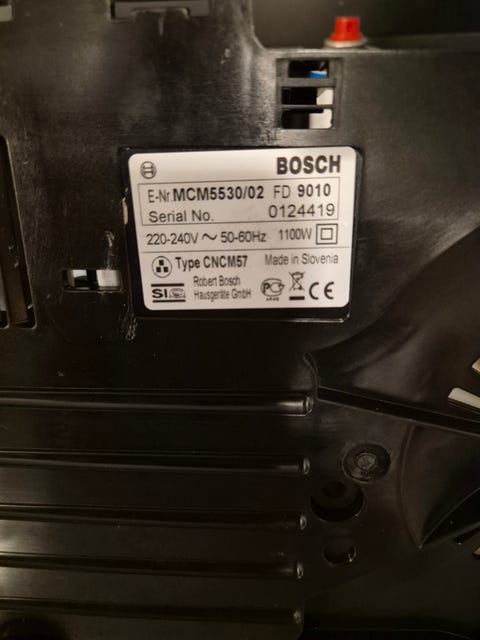 BOSCH
E-Nr.MCM5530/02 FD 9010
Serial No. 0124419
220-240V ~ 50-60Hz 1100W
Type CNCM57 Made in Slovenia
Robert Bosch
Hausgeräte GmbH
SI
CE